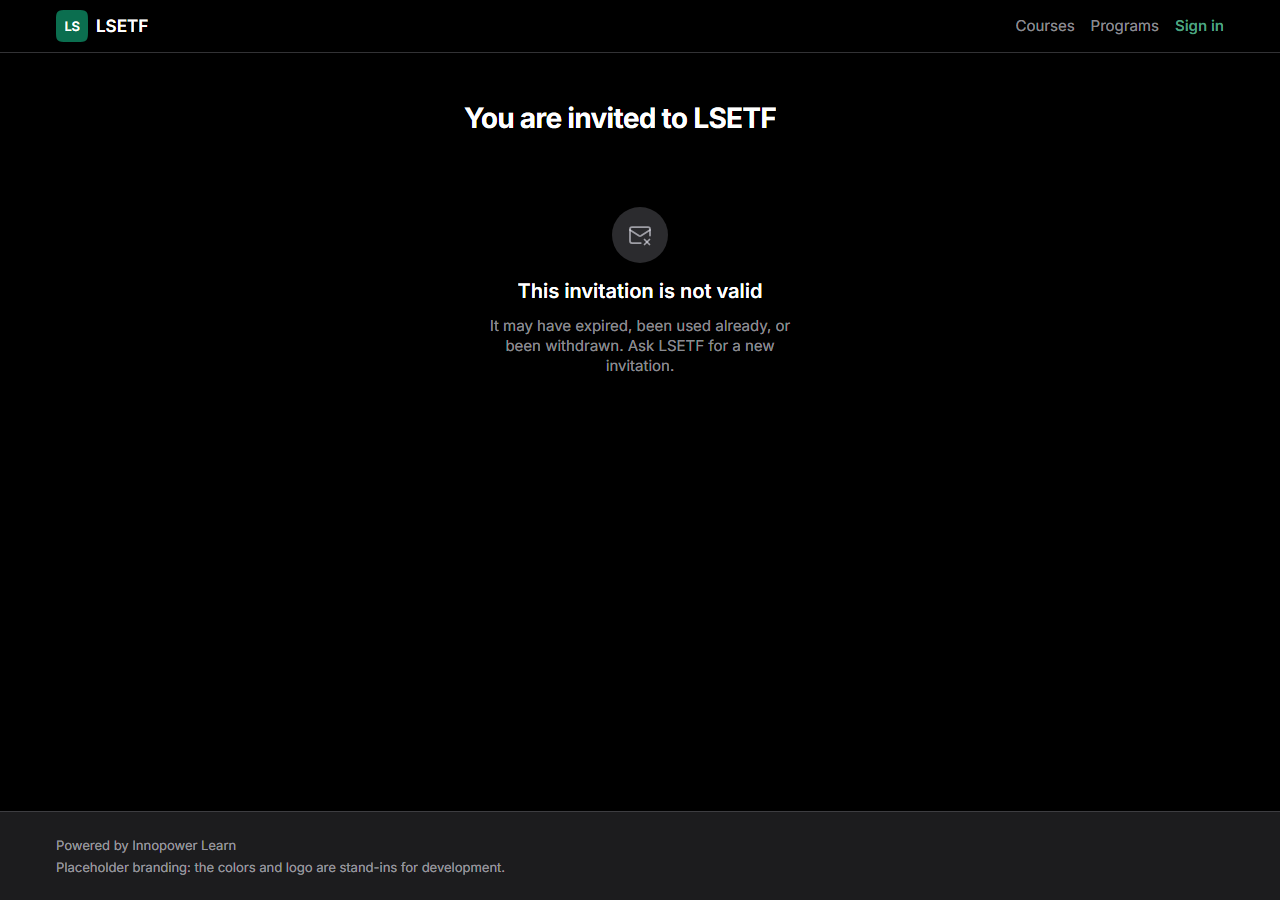 LS LSETF Courses Programs Sign in
You are invited to LSETF
This invitation is not valid
It may have expired, been used already, or
been withdrawn. Ask LSETF for a new
invitation.
Powered by Innopower Learn
Placeholder branding: the colors and logo are stand-ins for development.